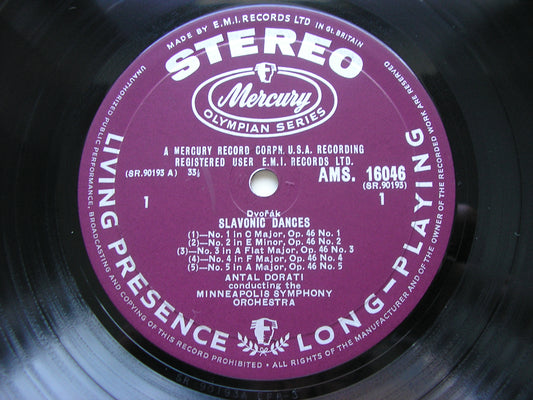 MADE BY E.M.I. RECORDS LTD IN Gt. BRITAIN
STEREO
Mercury
OLYMPIAN SERIES
A MERCURY RECORD CORPN. U.S.A. RECORDING
REGISTERED USER E.M.I. RECORDS LTD.
(SR.90193 A) 33⅓
AMS. 16046
(SR.90193)
1
1
Dvořák
SLAVONIC DANCES
(1)—No. 1 in C Major, Op. 46 No. 1
(2)—No. 2 in E Minor, Op. 46 No. 2
(3)—No. 3 in A Flat Major, Op. 46 No. 3
(4)—No. 4 in F Major, Op. 46 No. 4
(5)—No. 5 in A Major, Op. 46 No. 5
ANTAL DORATI
conducting the
MINNEAPOLIS SYMPHONY
ORCHESTRA
LIVING PRESENCE
LONG-PLAYING
UNAUTHORIZED PUBLIC PERFORMANCE, BROADCASTING AND COPYING OF THIS RECORD PROHIBITED • ALL RIGHTS OF THE MANUFACTURER AND OF THE OWNER OF THE RECORDED WORK ARE RESERVED